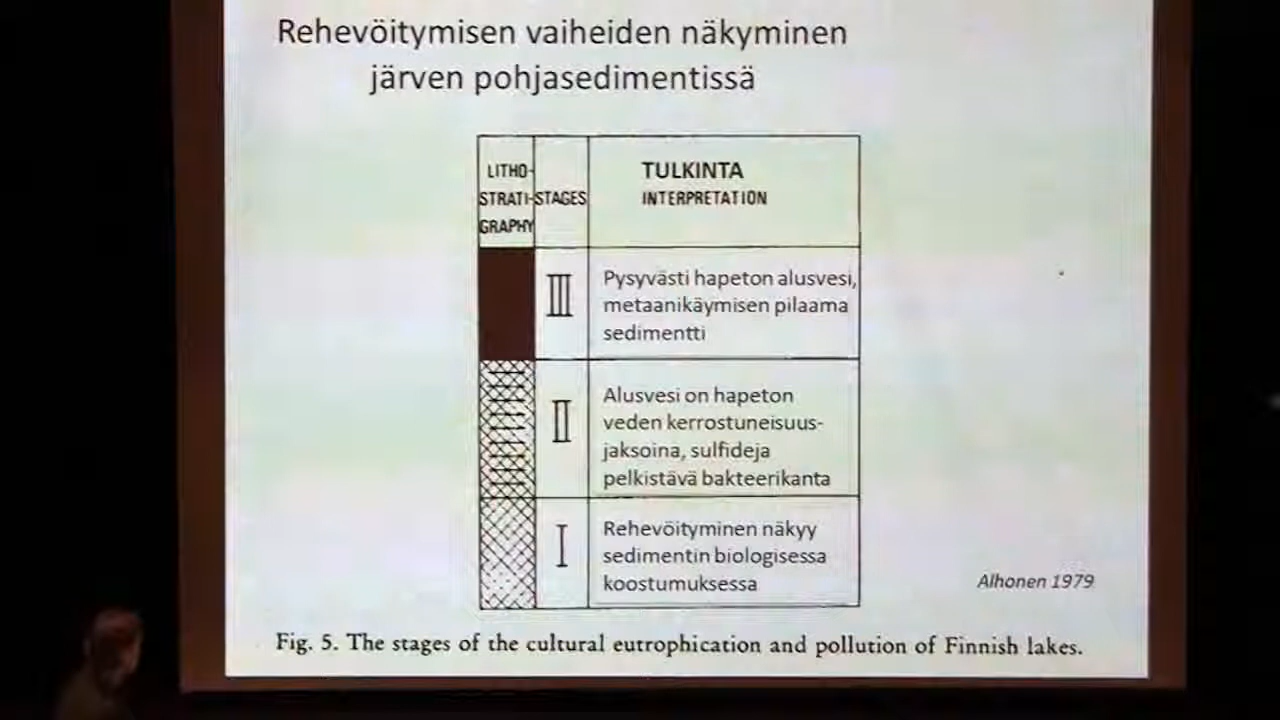 Rehevöitymisen vaiheiden näkyminen
järven pohjasedimentissä
LITHO-
STRATI-
GRAPHY
STAGES
TULKINTA
INTERPRETATION
III
Pysyvästi hapeton alusvesi,
metaanikäymisen pilaama
sedimentti
II
Alusvesi on hapeton
veden kerrostuneisuus-
jaksoina, sulfideja
pelkistävä bakteerikanta
I
Rehevöityminen näkyy
sedimentin biologisessa
koostumuksessa
Alhonen 1979
Fig. 5. The stages of the cultural eutrophication and pollution of Finnish lakes.